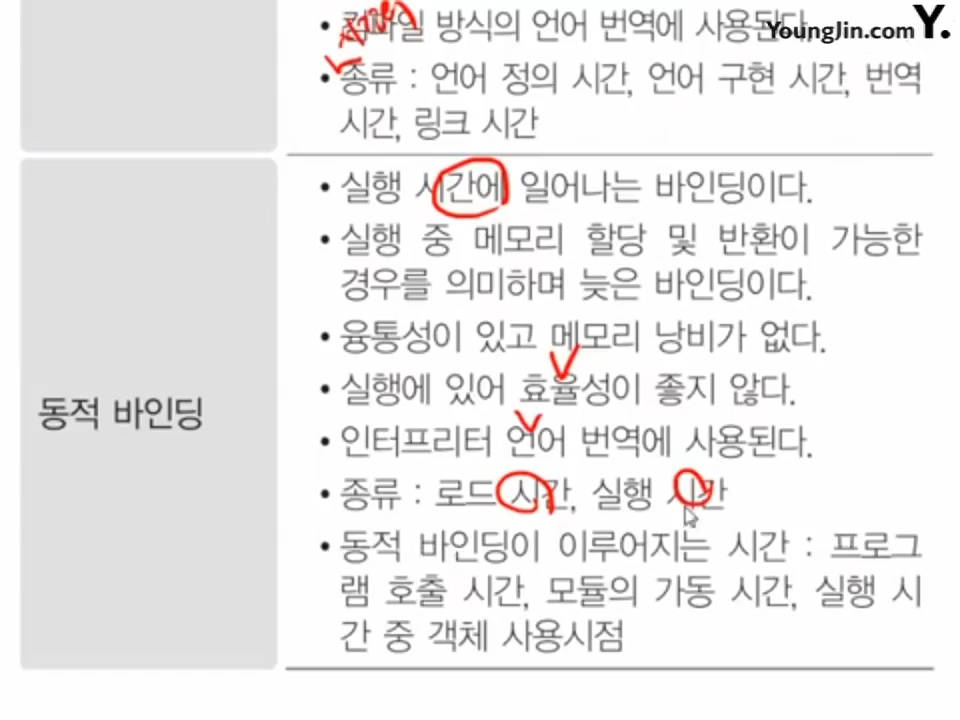 YoungJin.com Y.
• 컴파일 방식의 언어 번역에 사용된다.
• 종류 : 언어 정의 시간, 언어 구현 시간, 번역
시간, 링크 시간
동적 바인딩
• 실행 시간에 일어나는 바인딩이다.
• 실행 중 메모리 할당 및 반환이 가능한
경우를 의미하며 늦은 바인딩이다.
• 융통성이 있고 메모리 낭비가 없다.
• 실행에 있어 효율성이 좋지 않다.
• 인터프리터 언어 번역에 사용된다.
• 종류 : 로드 시간, 실행 시간
• 동적 바인딩이 이루어지는 시간 : 프로그
램 호출 시간, 모듈의 가동 시간, 실행 시
간 중 객체 사용시점